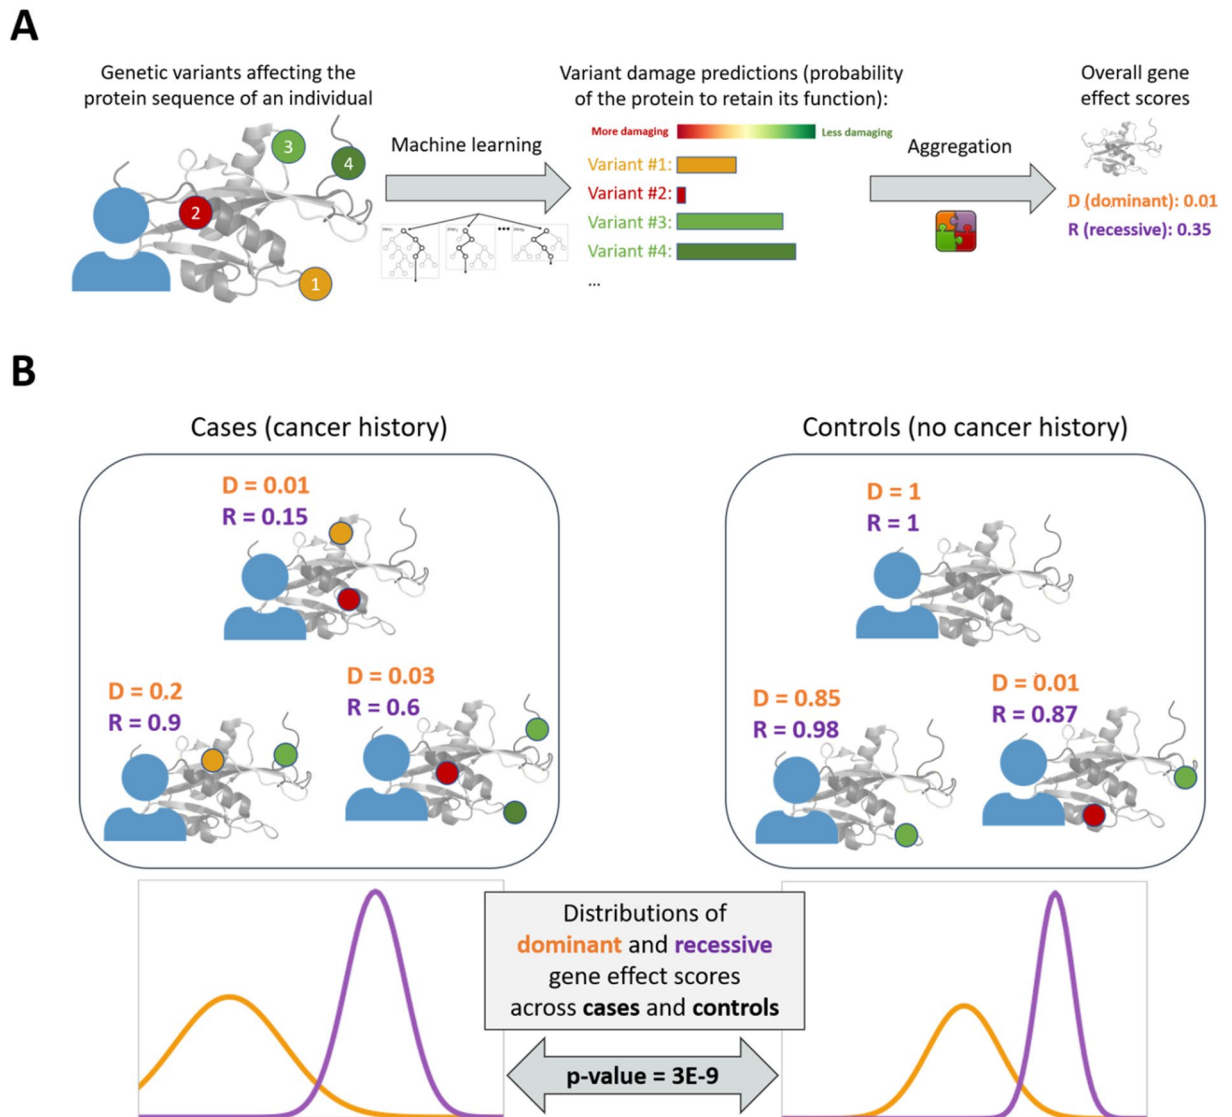 A
Genetic variants affecting the
protein sequence of an individual
3
4
2
1
Machine learning
Variant damage predictions (probability
of the protein to retain its function):
More damaging
Less damaging
Variant #1:
Variant #2:
Variant #3:
Variant #4:
...
Aggregation
Overall gene
effect scores
D (dominant): 0.01
R (recessive): 0.35
B
Cases (cancer history)
D = 0.01
R = 0.15
D = 0.2
R = 0.9
D = 0.03
R = 0.6
Controls (no cancer history)
D = 1
R = 1
D = 0.85
R = 0.98
D = 0.01
R = 0.87
Distributions of
dominant and recessive
gene effect scores
across cases and controls
p-value = 3E-9